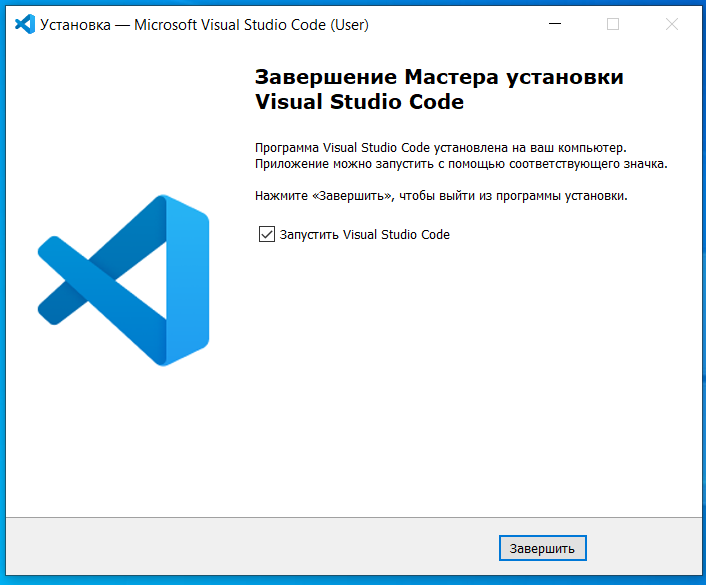 Установка — Microsoft Visual Studio Code (User)
Завершение Мастера установки
Visual Studio Code
Программа Visual Studio Code установлена на ваш компьютер.
Приложение можно запустить с помощью соответствующего значка.
Нажмите «Завершить», чтобы выйти из программы установки.
Запустить Visual Studio Code
Завершить